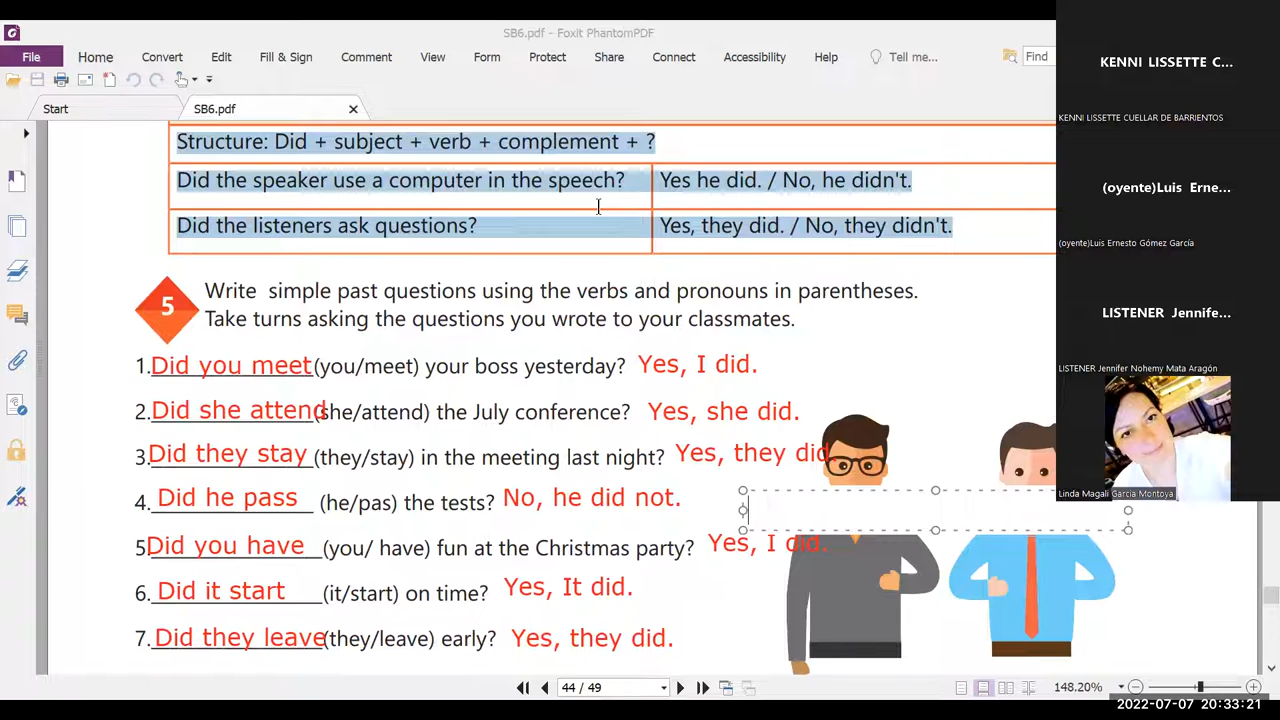 SB6.pdf - Foxit PhantomPDF
File Home Convert Edit Fill & Sign Comment View Form Protect Share Connect Accessibility Help Tell me... Find
Start SB6.pdf
Structure: Did + subject + verb + complement + ?
Did the speaker use a computer in the speech? Yes he did. / No, he didn't.
Did the listeners ask questions? Yes, they did. / No, they didn't.
5 Write simple past questions using the verbs and pronouns in parentheses.
Take turns asking the questions you wrote to your classmates.
1. Did you meet (you/meet) your boss yesterday? Yes, I did.
2. Did she attend (she/attend) the July conference? Yes, she did.
3. Did they stay (they/stay) in the meeting last night? Yes, they did.
4. Did he pass (he/pas) the tests? No, he did not.
5. Did you have (you/ have) fun at the Christmas party? Yes, I did.
6. Did it start (it/start) on time? Yes, It did.
7. Did they leave (they/leave) early? Yes, they did.
44 / 49
148.20%
KENNI LISSETTE C...
KENNI LISSETTE CUELLAR DE BARRIENTOS
(oyente)Luis Erne...
(oyente)Luis Ernesto Gómez García
LISTENER Jennife...
LISTENER Jennifer Nohemy Mata Aragón
Linda Magali Garcia Montoya
2022-07-07 20:33:21